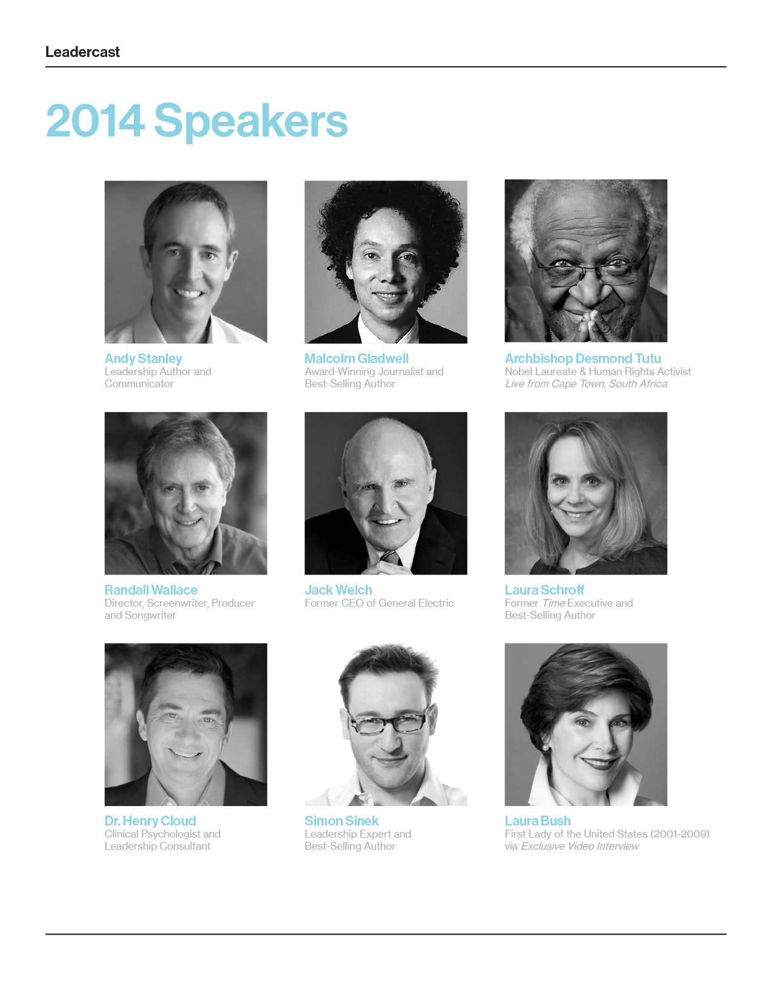 Leadercast
2014 Speakers
Andy Stanley
Leadership Author and
Communicator
Malcolm Gladwell
Award-Winning Journalist and
Best-Selling Author
Archbishop Desmond Tutu
Nobel Laureate & Human Rights Activist
Live from Cape Town, South Africa
Randall Wallace
Director, Screenwriter, Producer
and Songwriter
Jack Welch
Former CEO of General Electric
Laura Schroff
Former Time Executive and
Best-Selling Author
Dr. Henry Cloud
Clinical Psychologist and
Leadership Consultant
Simon Sinek
Leadership Expert and
Best-Selling Author
Laura Bush
First Lady of the United States (2001-2009)
via Exclusive Video Interview